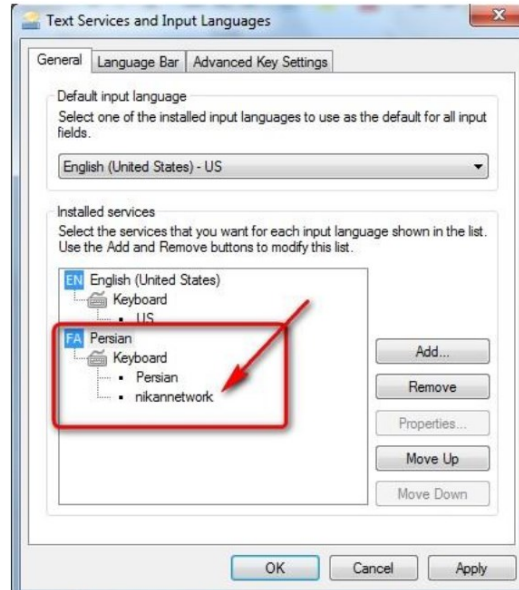 Text Services and Input Languages
General
Language Bar
Advanced Key Settings
Default input language
Select one of the installed input languages to use as the default for all input
fields.
English (United States) - US
Installed services
Select the services that you want for each input language shown in the list.
Use the Add and Remove buttons to modify this list.
EN English (United States)
Keyboard
US
FA Persian
Keyboard
Persian
nikannetwork
Add...
Remove
Properties...
Move Up
Move Down
OK
Cancel
Apply